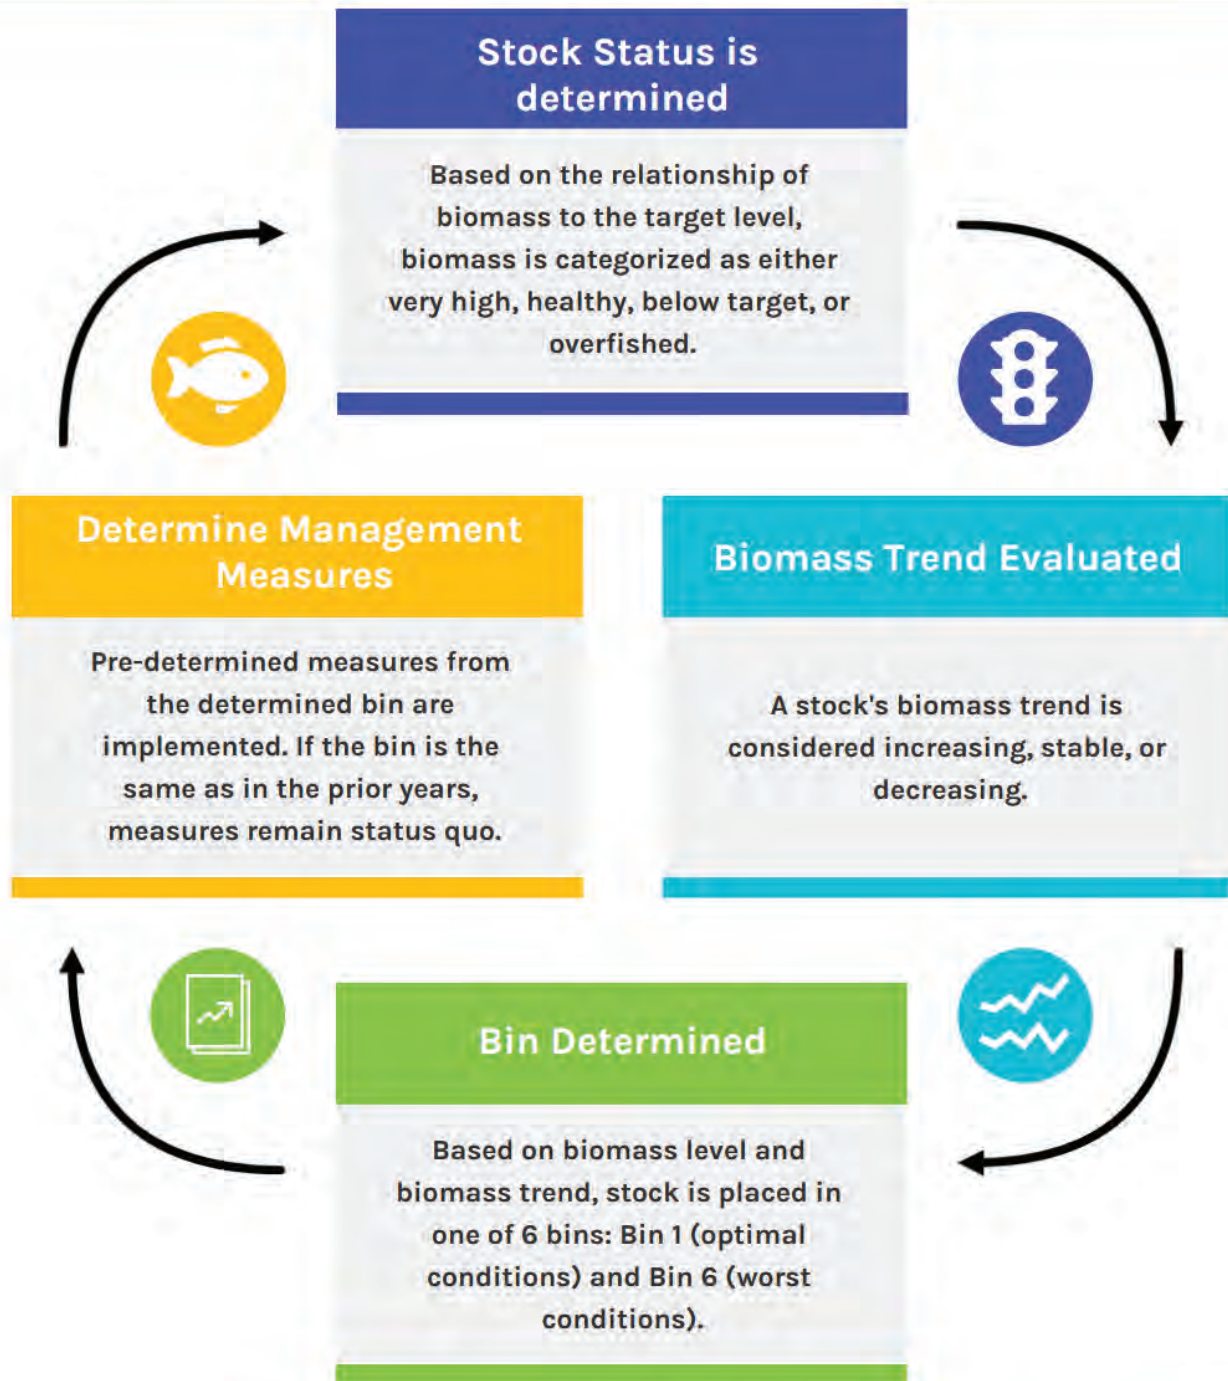 Stock Status is
determined
Based on the relationship of
biomass to the target level,
biomass is categorized as either
very high, healthy, below target, or
overfished.
Determine Management
Measures
Pre-determined measures from
the determined bin are
implemented. If the bin is the
same as in the prior years,
measures remain status quo.
Biomass Trend Evaluated
A stock's biomass trend is
considered increasing, stable, or
decreasing.
Bin Determined
Based on biomass level and
biomass trend, stock is placed in
one of 6 bins: Bin 1 (optimal
conditions) and Bin 6 (worst
conditions).